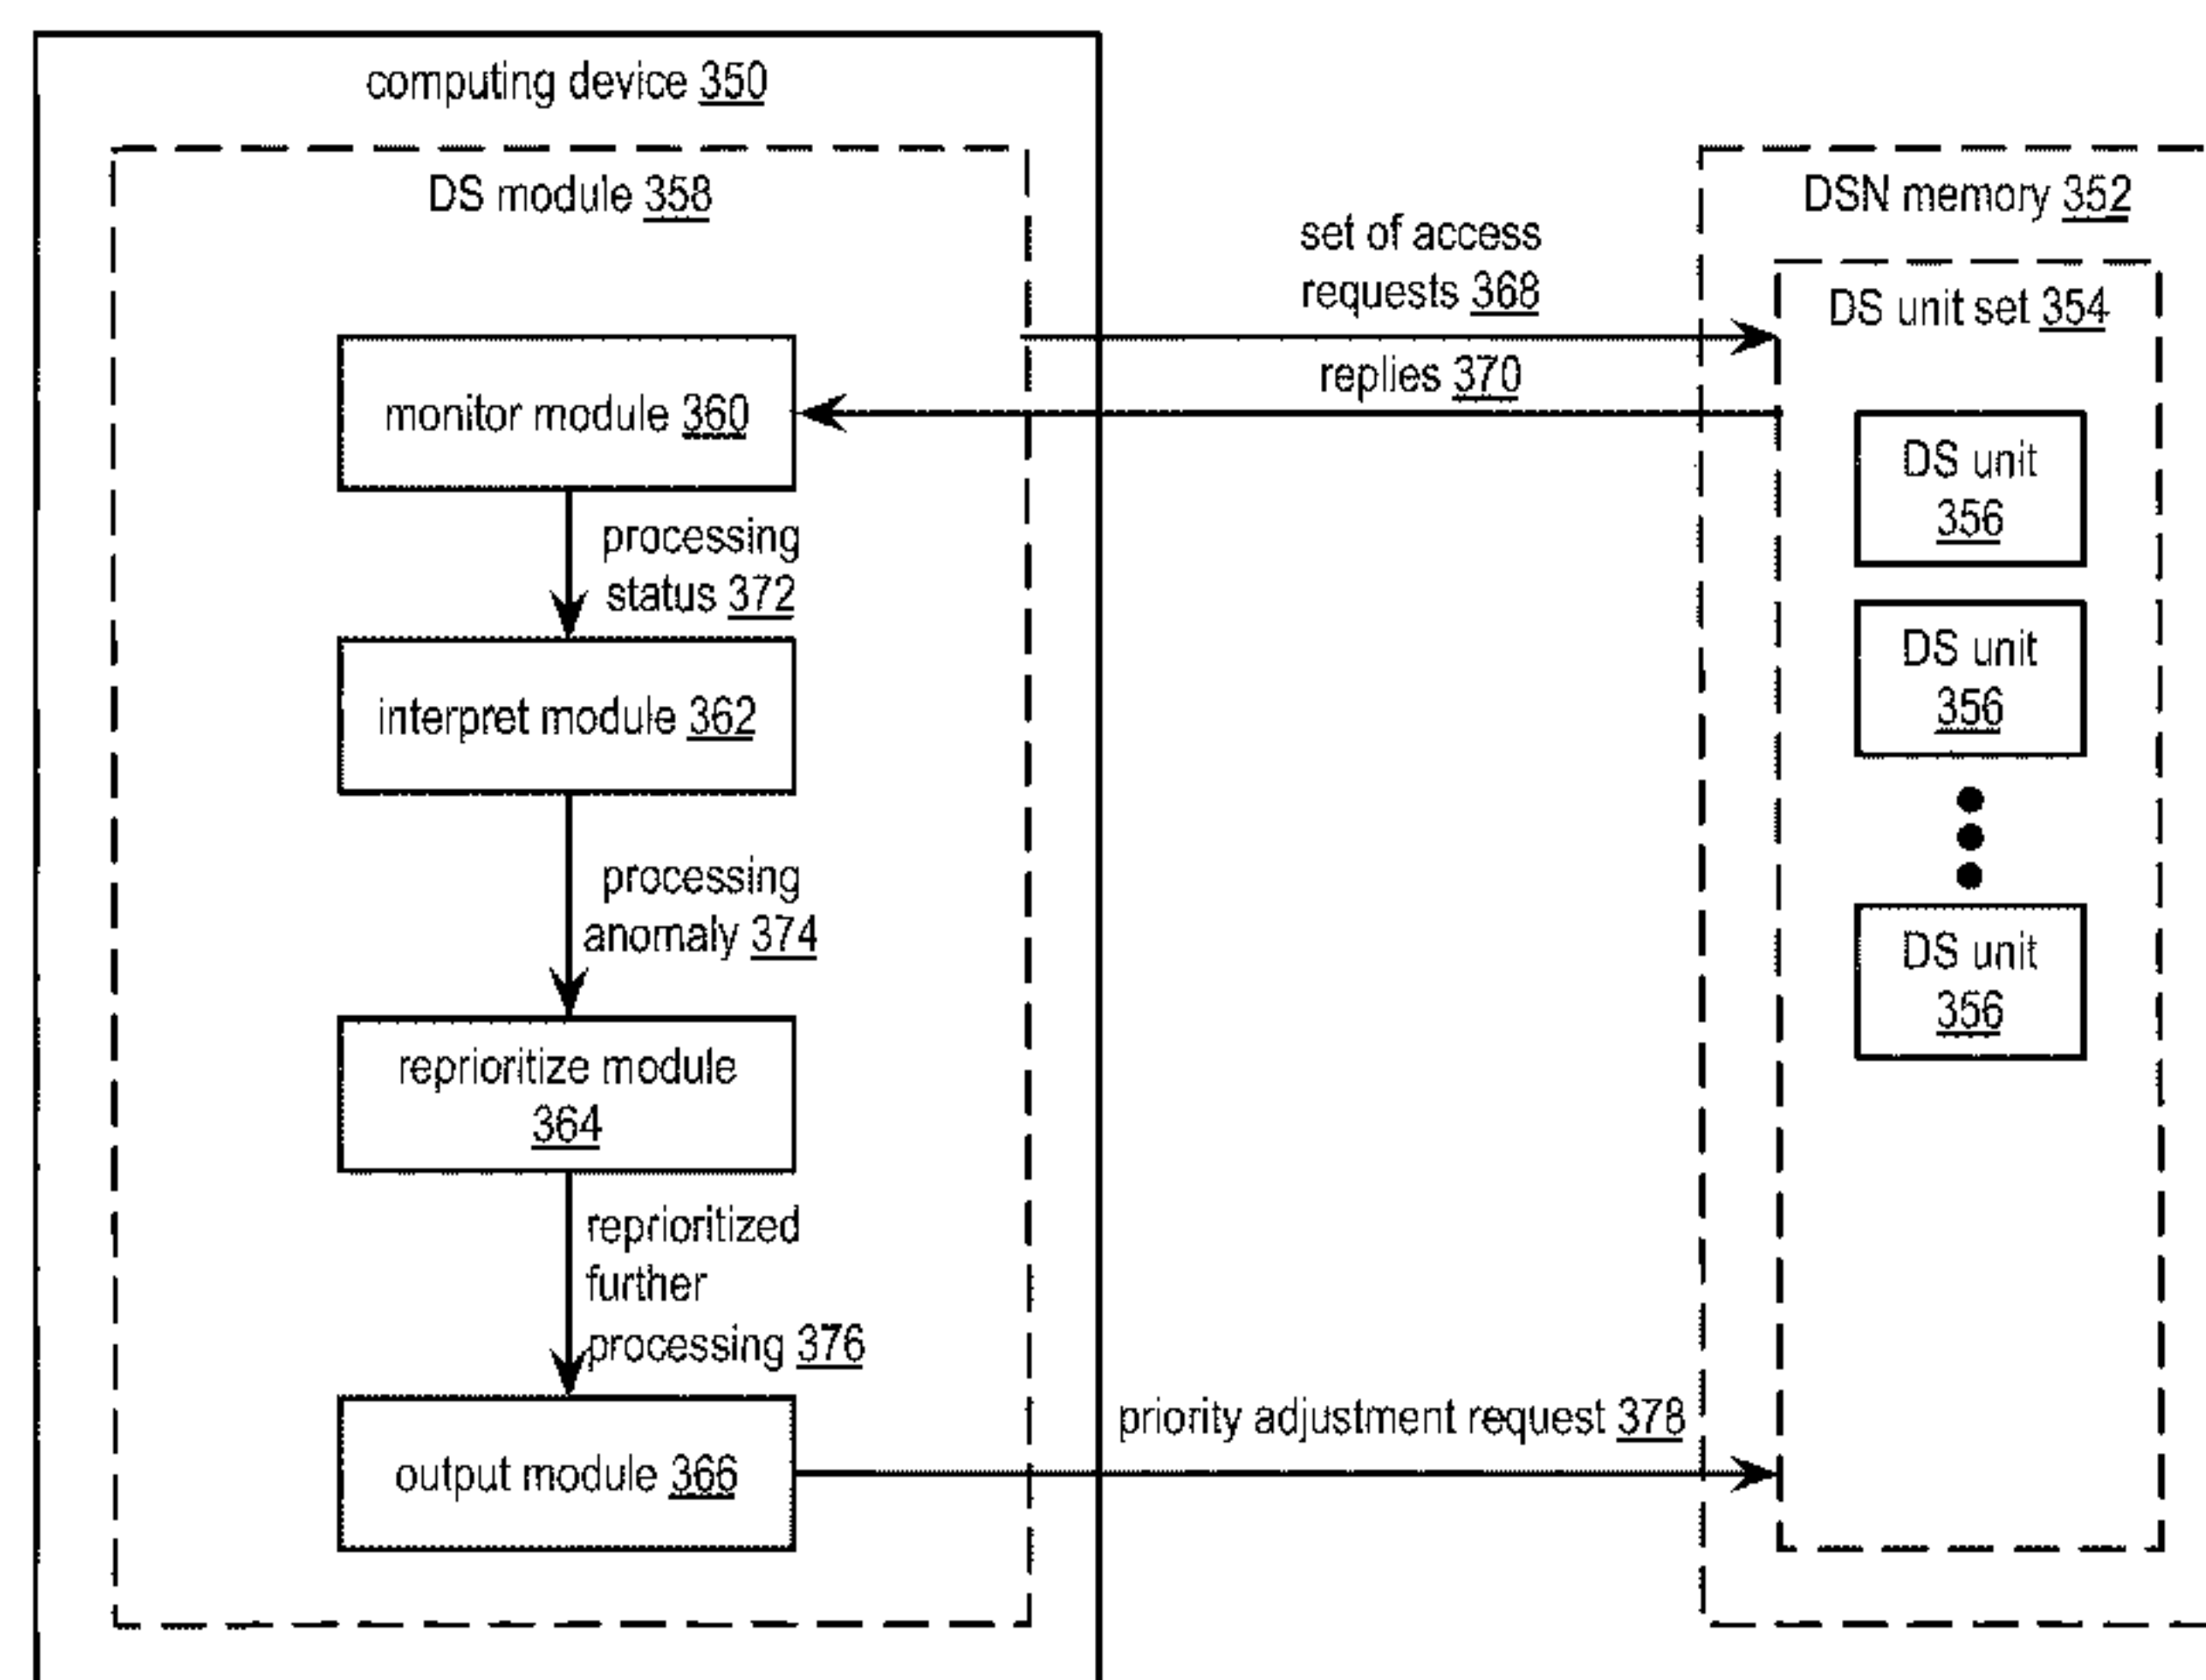 computing device 350
DS module 358
monitor module 360
processing
status 372
interpret module 362
processing
anomaly 374
reprioritize module
364
reprioritized
further
processing 376
output module 366
set of access
requests 368
replies 370
priority adjustment request 378
DSN memory 352
DS unit set 354
DS unit
356
DS unit
356
DS unit
356